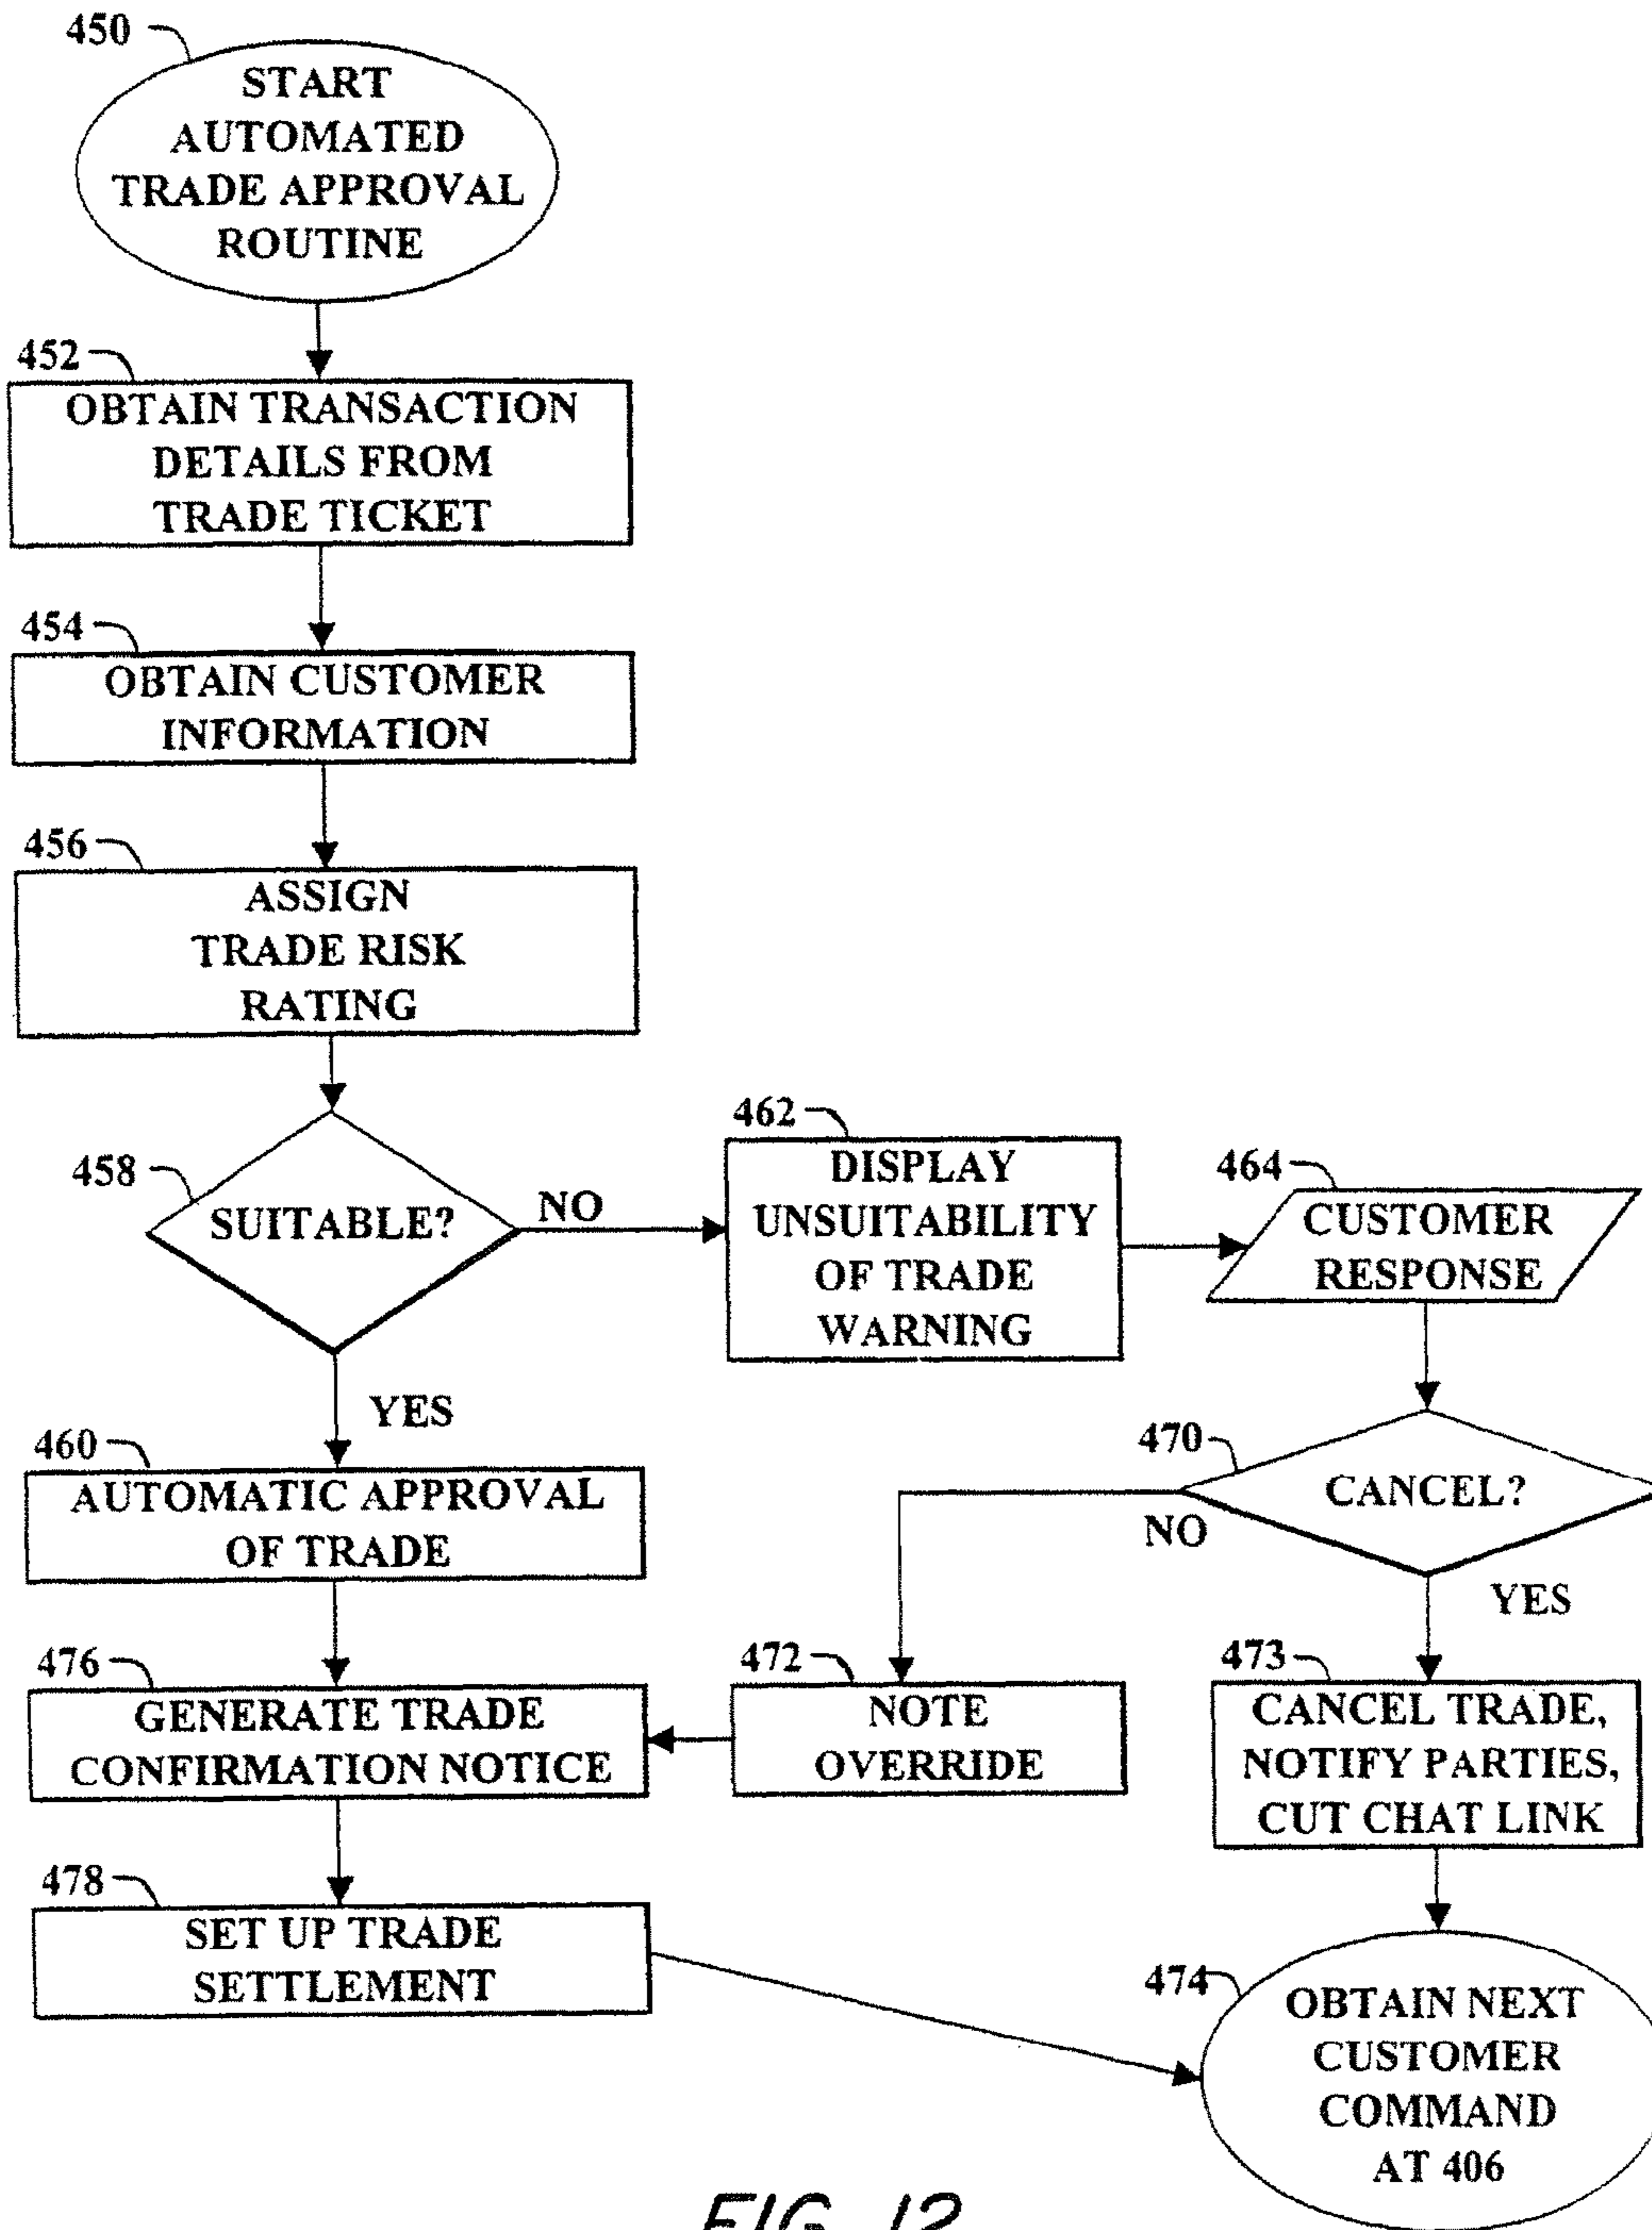 450
START
AUTOMATED
TRADE APPROVAL
ROUTINE
452
OBTAIN TRANSACTION
DETAILS FROM
TRADE TICKET
454
OBTAIN CUSTOMER
INFORMATION
456
ASSIGN
TRADE RISK
RATING
458
SUITABLE?
NO
462
DISPLAY
UNSUITABILITY
OF TRADE
WARNING
464
CUSTOMER
RESPONSE
YES
460
AUTOMATIC APPROVAL
OF TRADE
470
CANCEL?
NO
YES
476
GENERATE TRADE
CONFIRMATION NOTICE
472
NOTE
OVERRIDE
473
CANCEL TRADE,
NOTIFY PARTIES,
CUT CHAT LINK
478
SET UP TRADE
SETTLEMENT
474
OBTAIN NEXT
CUSTOMER
COMMAND
AT 406
FIG. 12